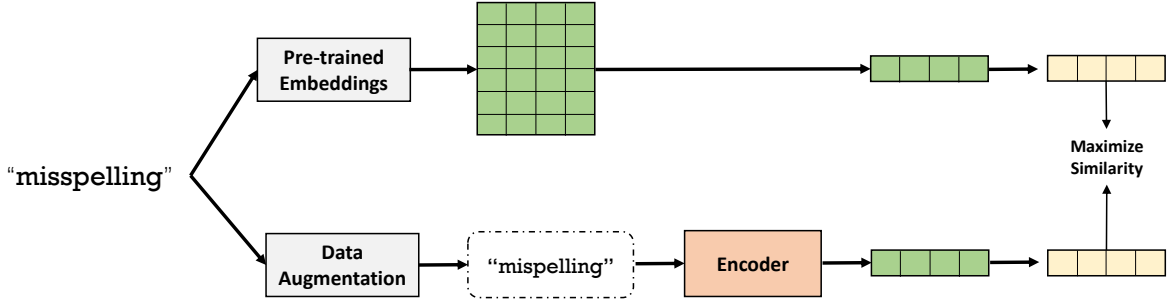 Pre-trained
Embeddings
"misspelling"
Maximize
Similarity
Data
Augmentation
“mispelling”
Encoder